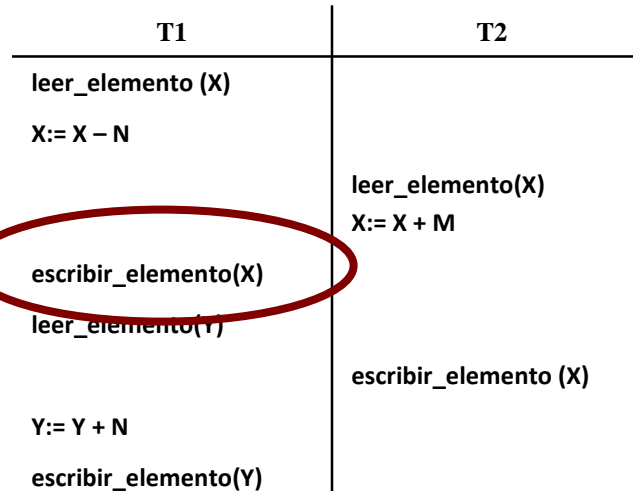 T1 T2
leer_elemento (X)
X:= X – N
leer_elemento(X)
X:= X + M
escribir_elemento(X)
leer_elemento(Y)
escribir_elemento (X)
Y:= Y + N
escribir_elemento(Y)